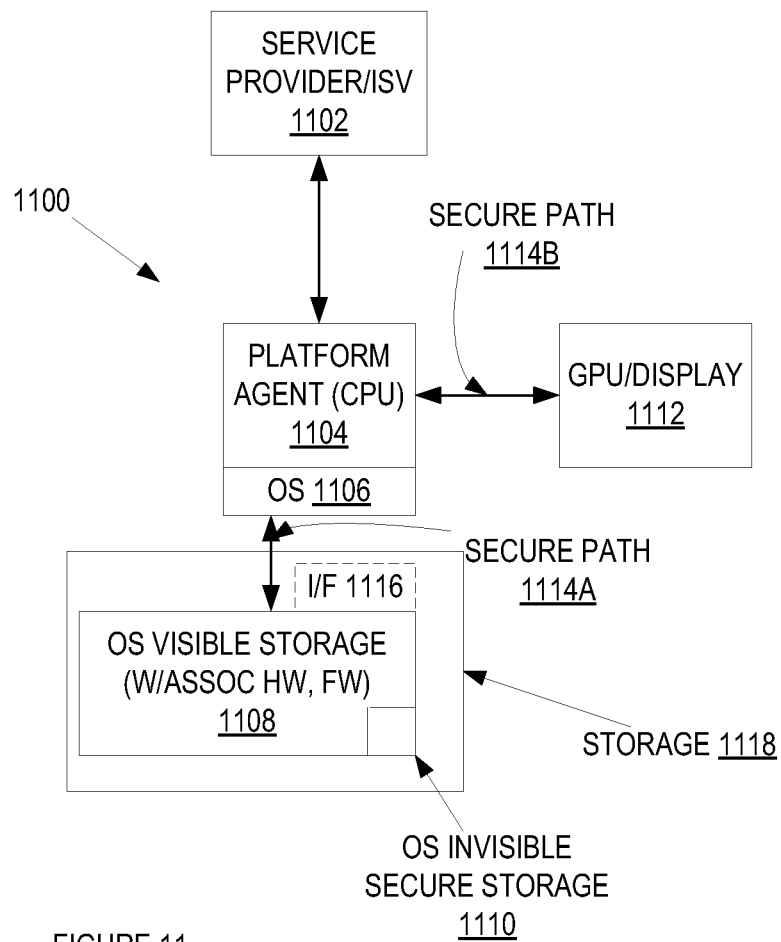 SERVICE
PROVIDER/ISV
1102
1100
SECURE PATH
1114B
PLATFORM
AGENT (CPU)
1104
GPU/DISPLAY
1112
OS 1106
SECURE PATH
1114A
I/F 1116
OS VISIBLE STORAGE
(W/ASSOC HW, FW)
1108
STORAGE 1118
OS INVISIBLE
SECURE STORAGE
1110
FIGURE 11